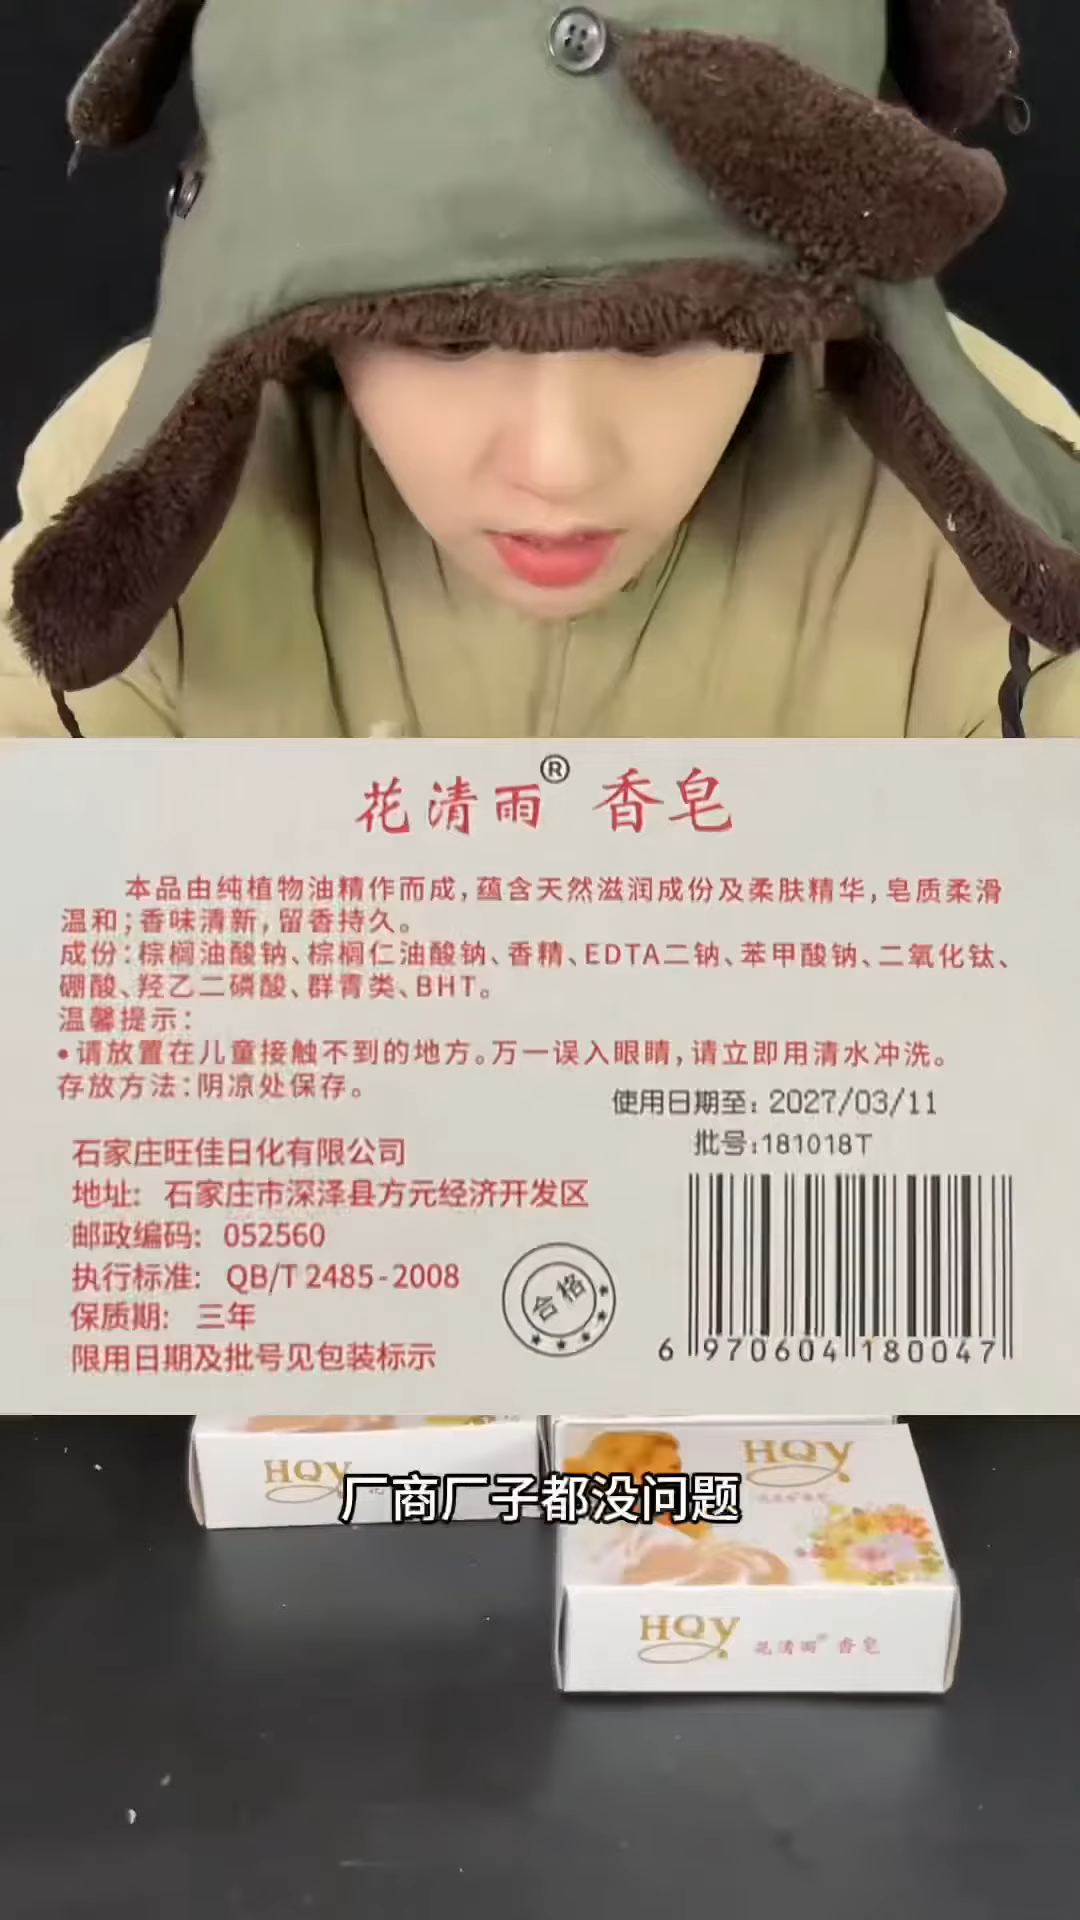 花清雨® 香皂
本品由纯植物油精作而成，蕴含天然滋润成份及柔肤精华，皂质柔滑
温和；香味清新，留香持久。
成份：棕榈油酸钠、棕榈仁油酸钠、香精、EDTA二钠、苯甲酸钠、二氧化钛、
硼酸、羟乙二磷酸、群青类、BHT。
温馨提示：
•请放置在儿童接触不到的地方。万一误入眼睛，请立即用清水冲洗。
存放方法：阴凉处保存。
使用日期至：2027/03/11
批号：181018T
石家庄旺佳日化有限公司
地址：石家庄市深泽县方元经济开发区
邮政编码：052560
执行标准：QB/T 2485-2008
保质期：三年
限用日期及批号见包装标示
合格
6 970604 180047
HQY
HQY
厂商厂子都没问题
HQY 花清雨® 香皂